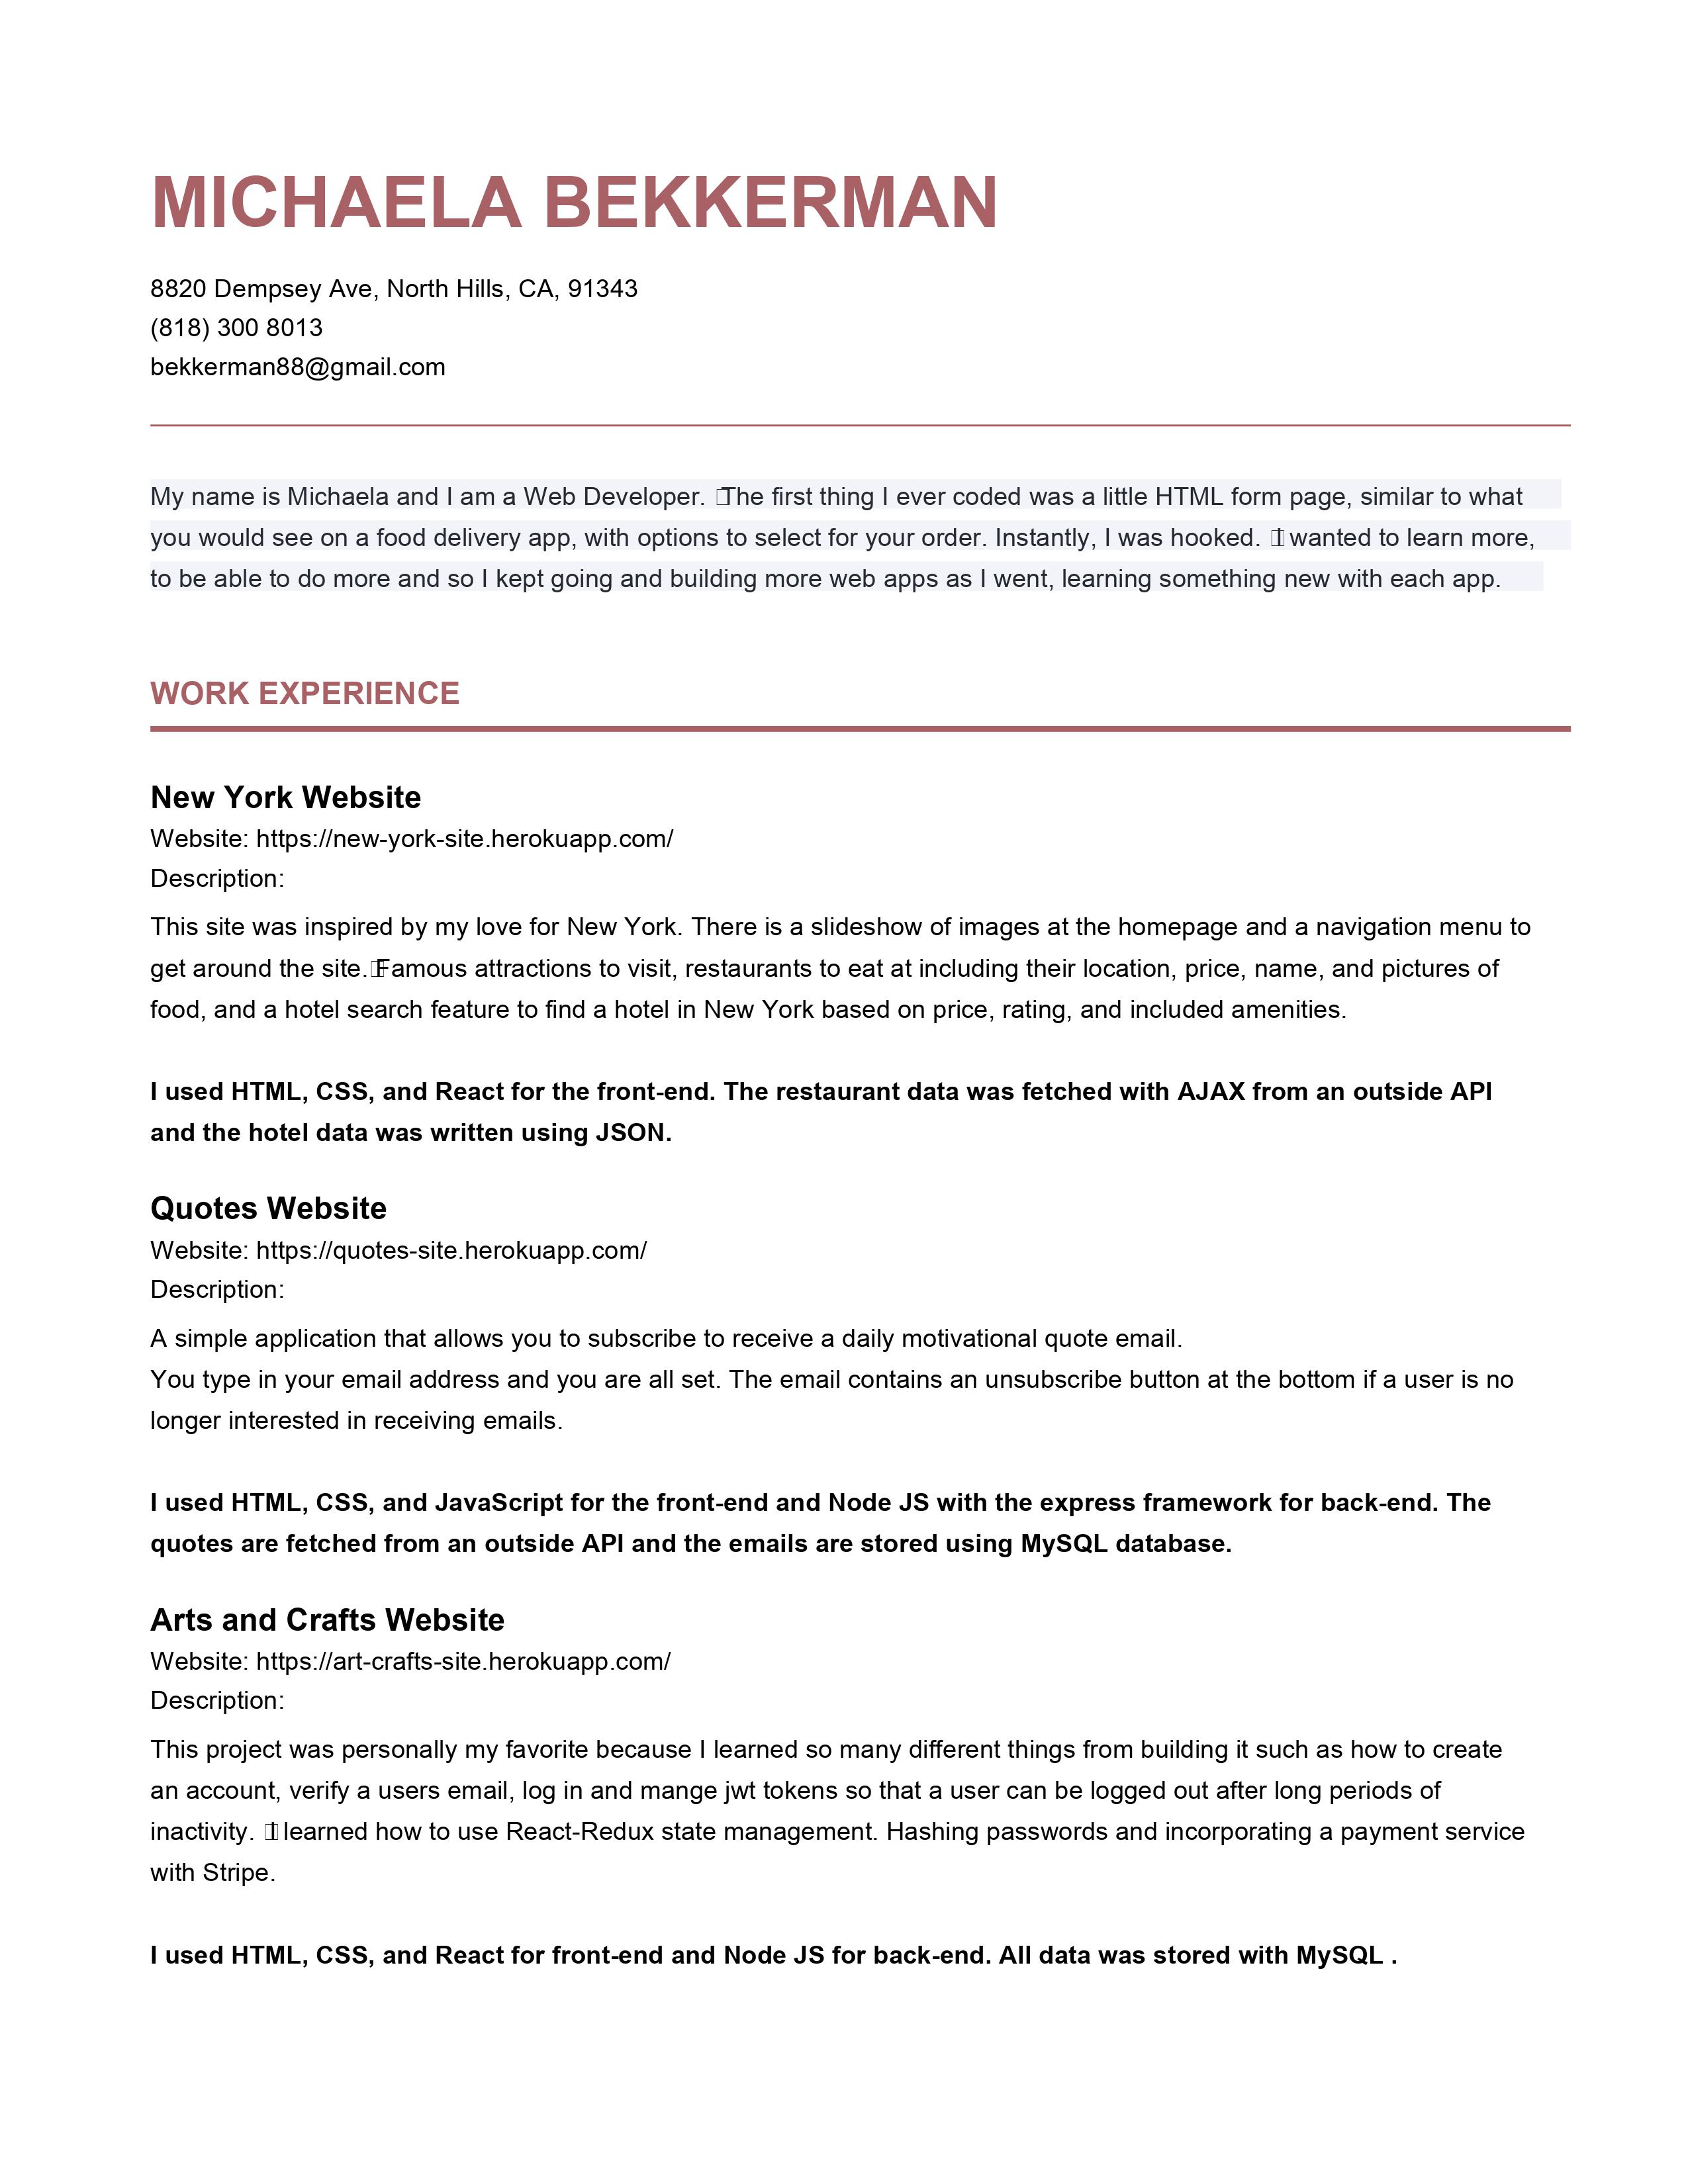 MICHAELA BEKKERMAN
8820 Dempsey Ave, North Hills, CA, 91343
(818) 300 8013
bekkerman88@gmail.com
My name is Michaela and I am a Web Developer. The first thing I ever coded was a little HTML form page, similar to what
you would see on a food delivery app, with options to select for your order. Instantly, I was hooked. I wanted to learn more,
to be able to do more and so I kept going and building more web apps as I went, learning something new with each app.
WORK EXPERIENCE
New York Website
Website: https://new-york-site.herokuapp.com/
Description:
This site was inspired by my love for New York. There is a slideshow of images at the homepage and a navigation menu to
get around the site. Famous attractions to visit, restaurants to eat at including their location, price, name, and pictures of
food, and a hotel search feature to find a hotel in New York based on price, rating, and included amenities.
I used HTML, CSS, and React for the front-end. The restaurant data was fetched with AJAX from an outside API
and the hotel data was written using JSON.
Quotes Website
Website: https://quotes-site.herokuapp.com/
Description:
A simple application that allows you to subscribe to receive a daily motivational quote email.
You type in your email address and you are all set. The email contains an unsubscribe button at the bottom if a user is no
longer interested in receiving emails.
I used HTML, CSS, and JavaScript for the front-end and Node JS with the express framework for back-end. The
quotes are fetched from an outside API and the emails are stored using MySQL database.
Arts and Crafts Website
Website: https://art-crafts-site.herokuapp.com/
Description:
This project was personally my favorite because I learned so many different things from building it such as how to create
an account, verify a users email, log in and mange jwt tokens so that a user can be logged out after long periods of
inactivity. I learned how to use React-Redux state management. Hashing passwords and incorporating a payment service
with Stripe.
I used HTML, CSS, and React for front-end and Node JS for back-end. All data was stored with MySQL .